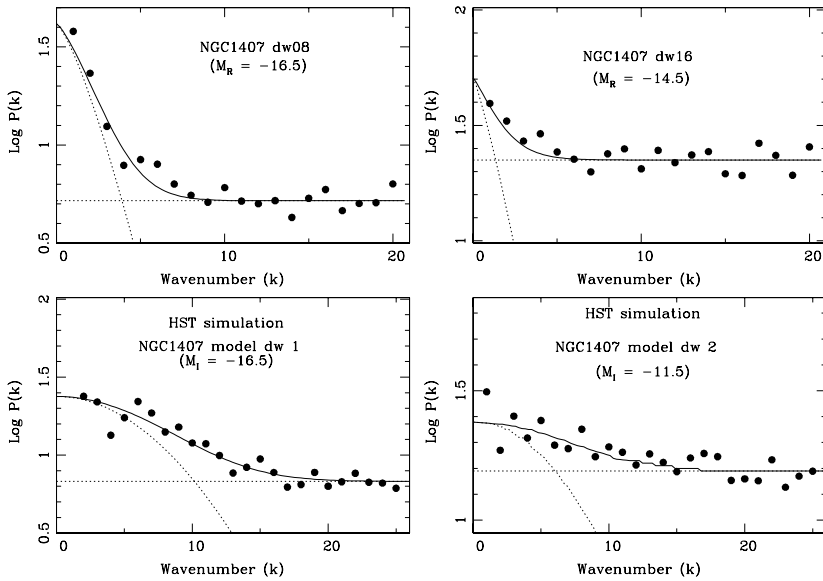 NGC1407 dw08
(M_R = −16.5)
Log P(k)
1.5
1
0.5
0
10
20
Wavenumber (k)
NGC1407 dw16
(M_R = −14.5)
Log P(k)
2
1.5
1
0
10
20
Wavenumber (k)
HST simulation
NGC1407 model dw 1
(M_I = −16.5)
Log P(k)
2
1.5
1
0.5
0
10
20
Wavenumber (k)
HST simulation
NGC1407 model dw 2
(M_I = −11.5)
Log P(k)
1.5
1
0
10
20
Wavenumber (k)